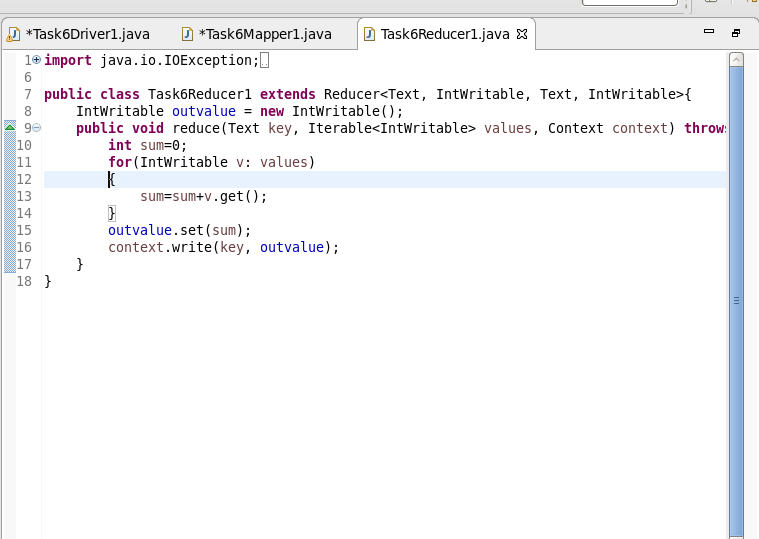 *Task6Driver1.java *Task6Mapper1.java Task6Reducer1.java
1 import java.io.IOException;
6
7 public class Task6Reducer1 extends Reducer<Text, IntWritable, Text, IntWritable>{
8 IntWritable outvalue = new IntWritable();
9 public void reduce(Text key, Iterable<IntWritable> values, Context context) throw
10 int sum=0;
11 for(IntWritable v: values)
12 {
13 sum=sum+v.get();
14 }
15 outvalue.set(sum);
16 context.write(key, outvalue);
17 }
18 }